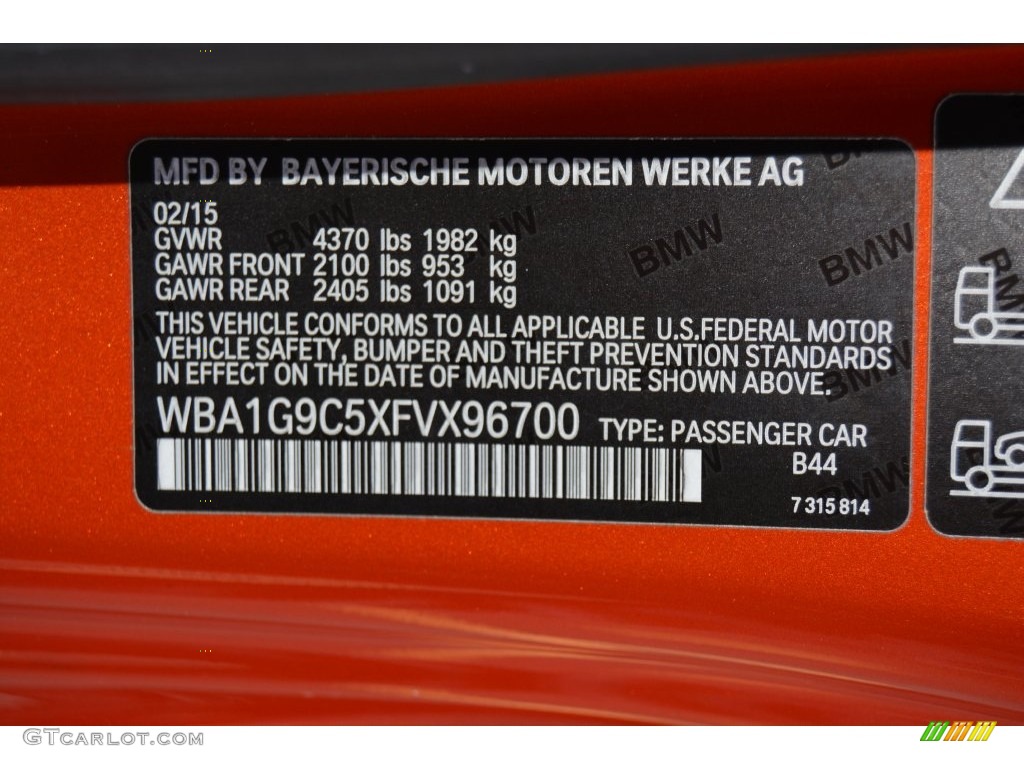 MFD BY BAYERISCHE MOTOREN WERKE AG
02/15
GVWR 4370 lbs 1982 kg
GAWR FRONT 2100 lbs 953 kg
GAWR REAR 2405 lbs 1091 kg
THIS VEHICLE CONFORMS TO ALL APPLICABLE U.S.FEDERAL MOTOR
VEHICLE SAFETY, BUMPER AND THEFT PREVENTION STANDARDS
IN EFFECT ON THE DATE OF MANUFACTURE SHOWN ABOVE.
WBA1G9C5XFVX96700 TYPE: PASSENGER CAR
B44
7 315 814
BMW
BMW
BMW
BMW
BMW
BMW
GTCARLOT.COM